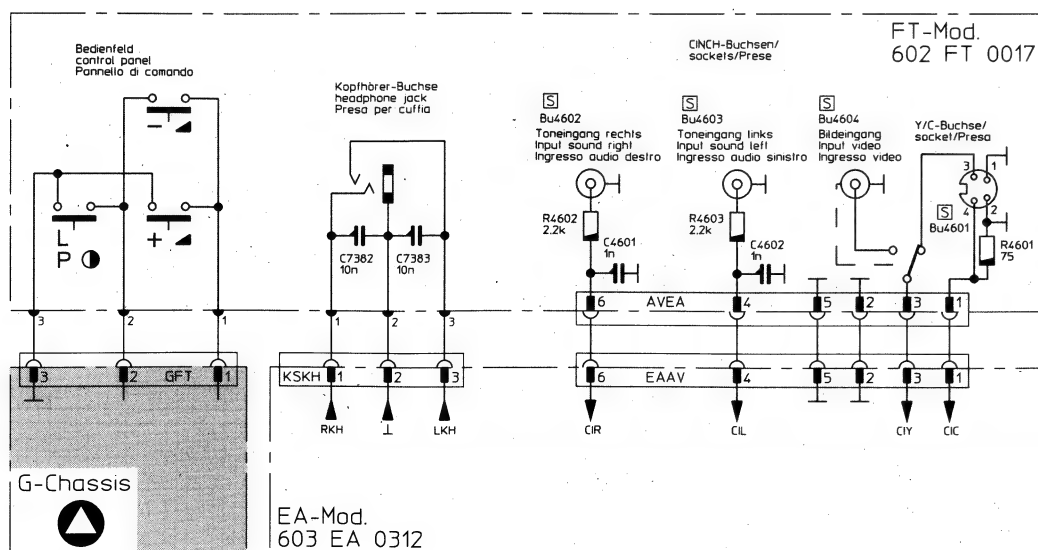 FT-Mod.
602 FT 0017
Bedienfeld
control panel
Pannello di comando
− 
L
P
+
Kopfhörer-Buchse
headphone jack
Presa per cuffia
C7382
10n
C7383
10n
CINCH-Buchsen/
sockets/Prese
S
Bu4602
Toneingang rechts
Input sound right
Ingresso audio destro
R4602
2.2k
C4601
1n
S
Bu4603
Toneingang links
Input sound left
Ingresso audio sinistro
R4603
2.2k
C4602
1n
S
Bu4604
Bildeingang
Input video
Ingresso video
Y/C-Buchse/
socket/Presa
3 1
4 2
S
Bu4601
R4601
75
6 AVEA 4 5 2 3 1
3 2 1
1 2 3
3 2 GFT 1
KSKH 1 2 3
6 EAAV 4 5 2 3 1
RKH ⊥ LKH
CIR CIL CIY CIC
G-Chassis
EA-Mod.
603 EA 0312